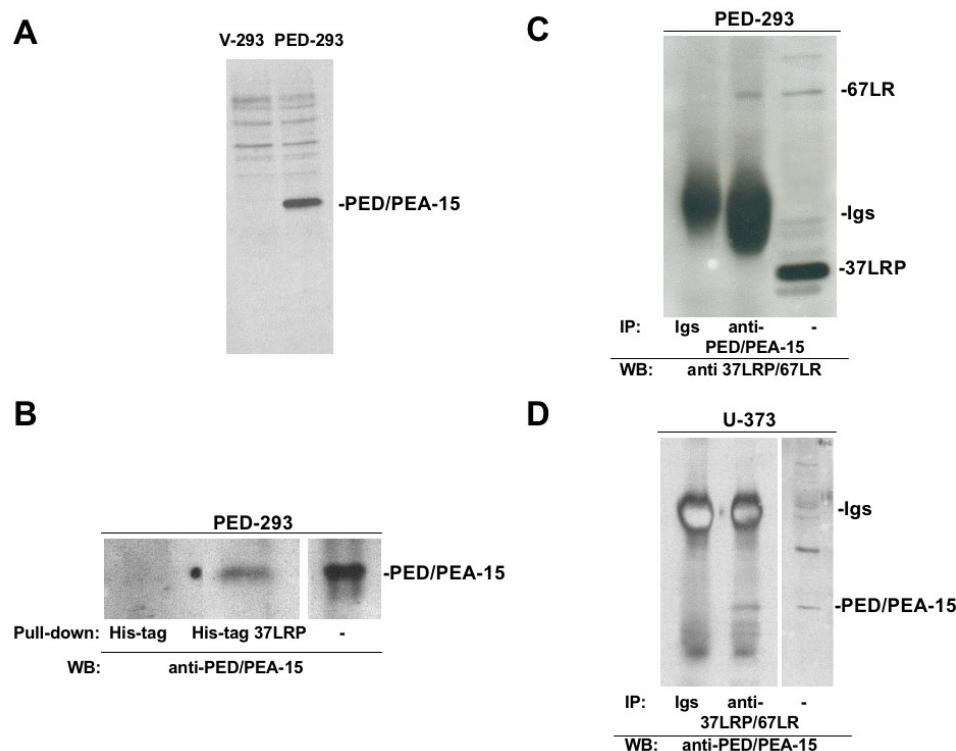 A
V-293 PED-293
-PED/PEA-15
B
PED-293
-PED/PEA-15
Pull-down: His-tag His-tag 37LRP -
WB: anti-PED/PEA-15
C
PED-293
-67LR
-Igs
-37LRP
IP: Igs anti- -
PED/PEA-15
WB: anti 37LRP/67LR
D
U-373
-Igs
-PED/PEA-15
IP: Igs anti- -
37LRP/67LR
WB: anti-PED/PEA-15